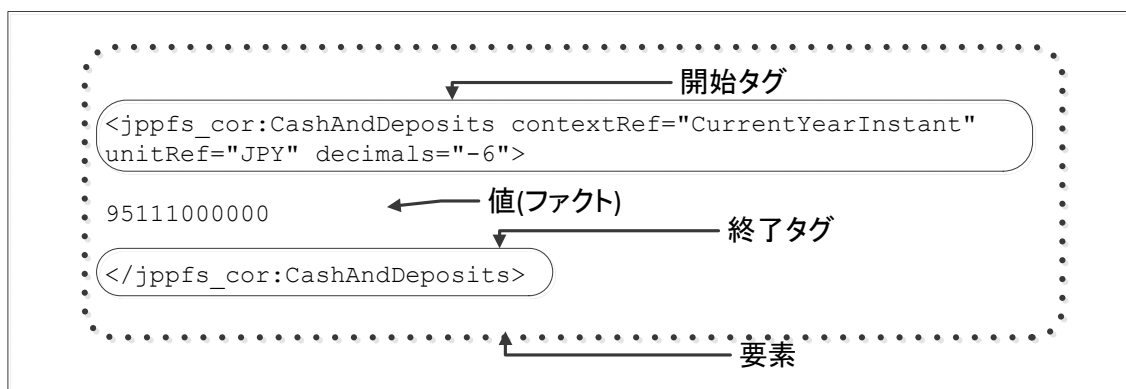 開始タグ
<jppfs_cor:CashAndDeposits contextRef="CurrentYearInstant"
unitRef="JPY" decimals="-6">
95111000000
値(ファクト)
終了タグ
</jppfs_cor:CashAndDeposits>
要素